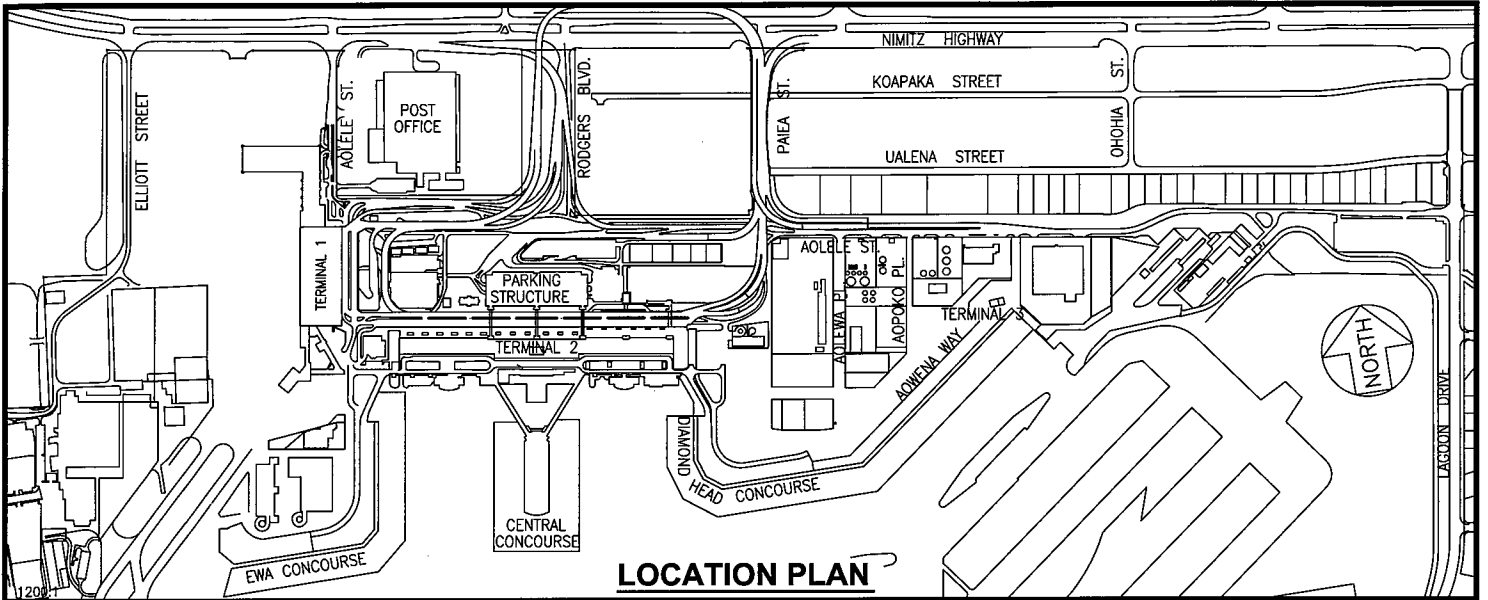 NIMITZ HIGHWAY
KOAPAKA STREET
UALENA STREET
ELLIOTT STREET
AOLELE ST.
POST
OFFICE
RODGERS BLVD.
PAIEA ST.
OHOHIA ST.
TERMINAL 1
PARKING
STRUCTURE
TERMINAL 2
AOLELE ST.
AOLEWA Pl
AOPOKO PL.
TERMINAL 3
AOWENA WAY
NORTH
LAGOON DRIVE
DIAMOND HEAD CONCOURSE
CENTRAL
CONCOURSE
EWA CONCOURSE
LOCATION PLAN